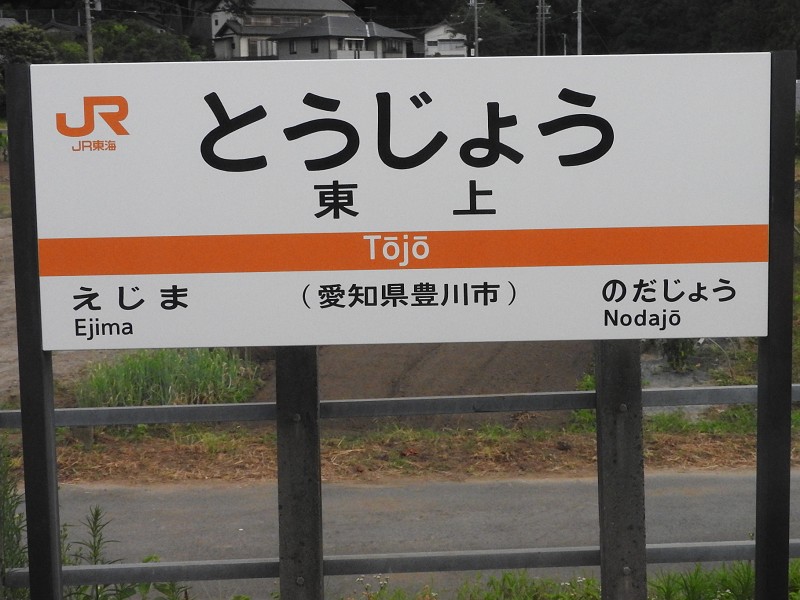 JR
JR東海
とうじょう
東上
Tōjō
えじま
Ejima
（愛知県豊川市）
のだじょう
Nodajō